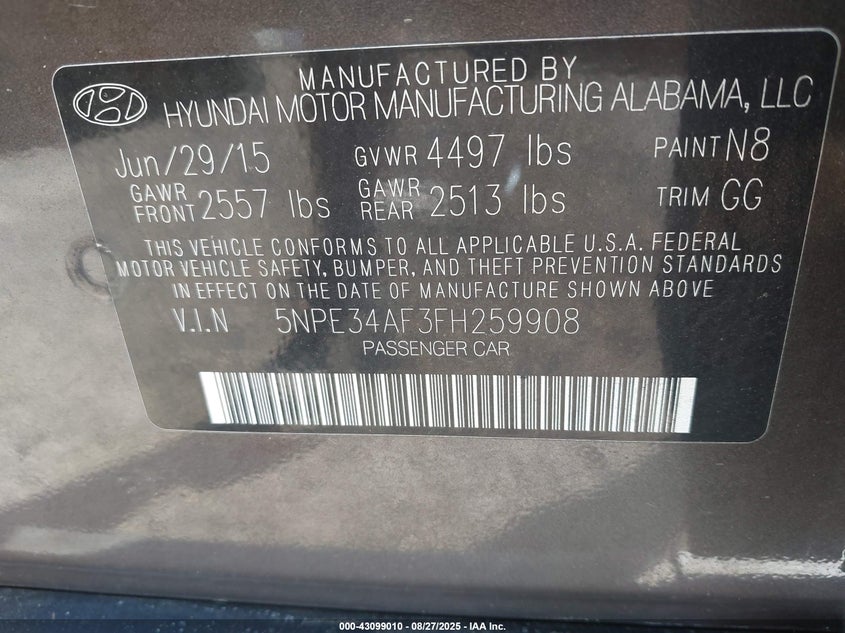 MANUFACTURED BY
HYUNDAI MOTOR MANUFACTURING ALABAMA, LLC
Jun/29/15 GVWR 4497 lbs PAINT N8
GAWR FRONT 2557 lbs GAWR REAR 2513 lbs TRIM GG
THIS VEHICLE CONFORMS TO ALL APPLICABLE U.S.A. FEDERAL
MOTOR VEHICLE SAFETY, BUMPER, AND THEFT PREVENTION STANDARDS
IN EFFECT ON THE DATE OF MANUFACTURE SHOWN ABOVE
V.I.N 5NPE34AF3FH259908
PASSENGER CAR
000-43099010 - 08/27/2025 - IAA Inc.